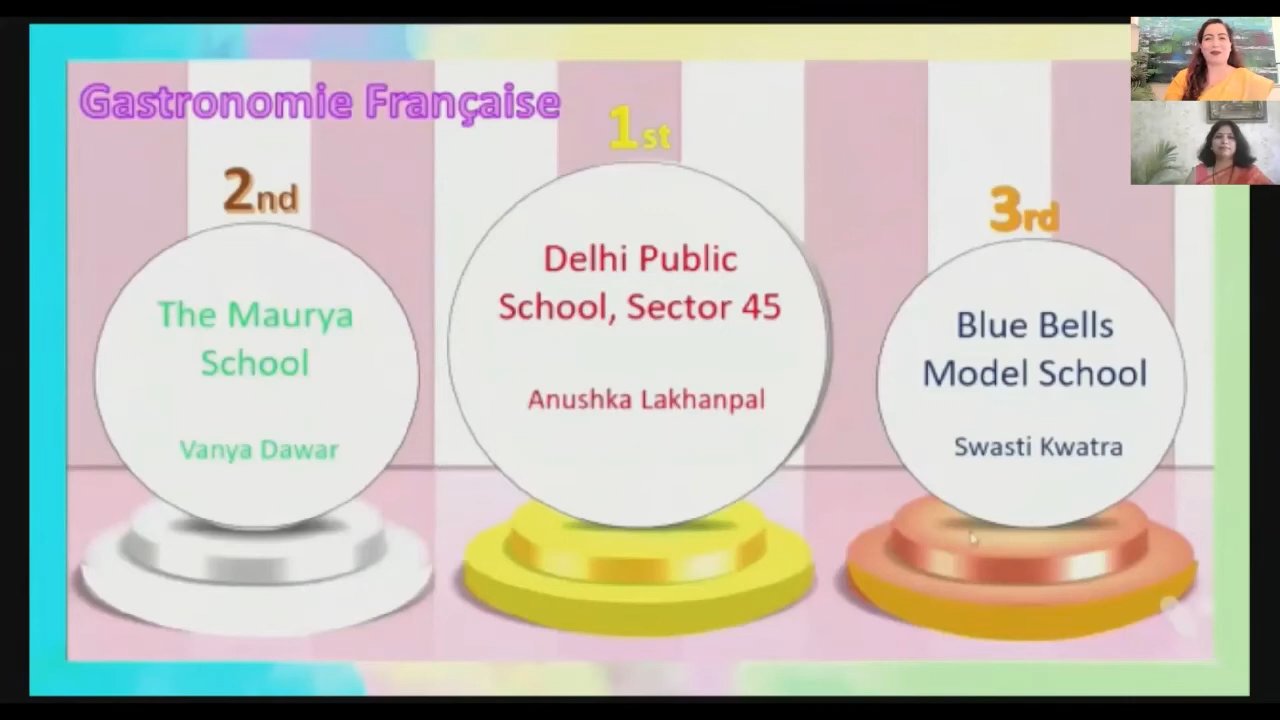 Gastronomie Française
1st
2nd
3rd
Delhi Public
School, Sector 45
Anushka Lakhanpal
The Maurya
School
Vanya Dawar
Blue Bells
Model School
Swasti Kwatra